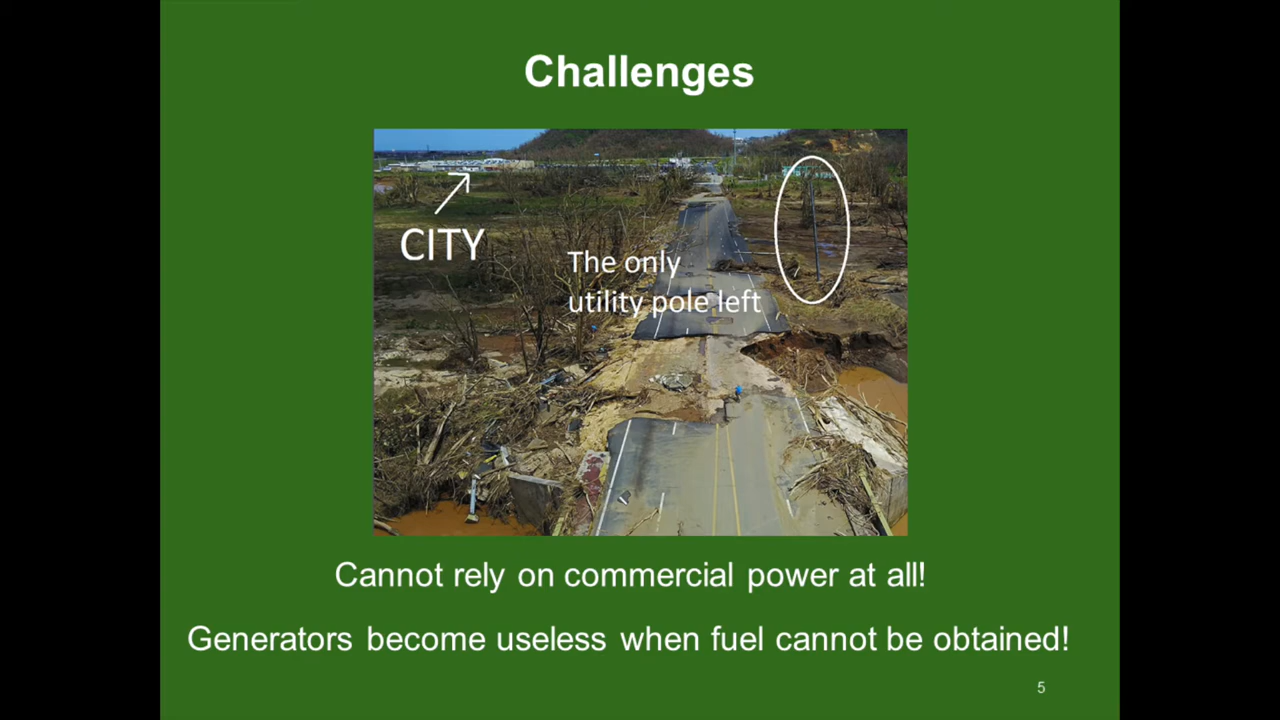 Challenges
CITY
The only
utility pole left
Cannot rely on commercial power at all!
Generators become useless when fuel cannot be obtained!
5